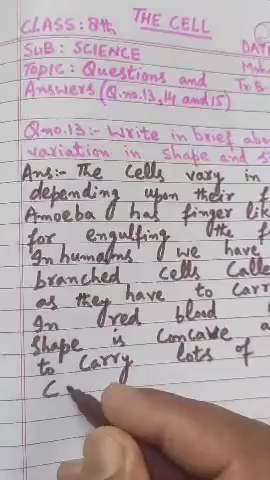 CLASS: 8th THE CELL
SUB: SCIENCE
TOPIC: Questions and
Answers (Q.no.13, 14 and 15)
Q.no.13:- Write in brief
variation in shape and
Ans:- The Cells vary in
depending upon their
Amoeba has finger
for engulfing the
In humans we have
branched cells
as they have to
In red blood
Shape is concave
to carry lots of
C